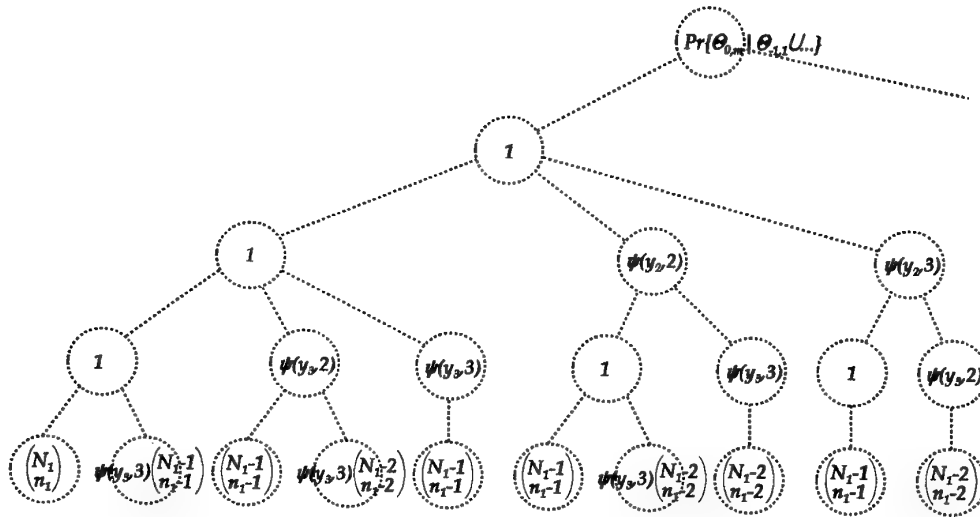 Pr{Θ₀,ₘ | Θ₋₁,₁ U...}
1
1 ψ(y₂,2) ψ(y₂,3)
1 ψ(y₃,2) ψ(y₃,3) 1 ψ(y₃,3) 1 ψ(y₃,2)
(N₁ ψ(y₃,3)(N₁-1) (N₁-1) ψ(y₃,3)(N₁-2) (N₁-1) (N₁-1) ψ(y₃,3)(N₁-2) (N₁-2) (N₁-1) (N₁-2)
n₁) n₁-1 n₁-1 n₁-2 n₁-1 n₁-1 n₁-2 n₁-2 n₁-1 n₁-2